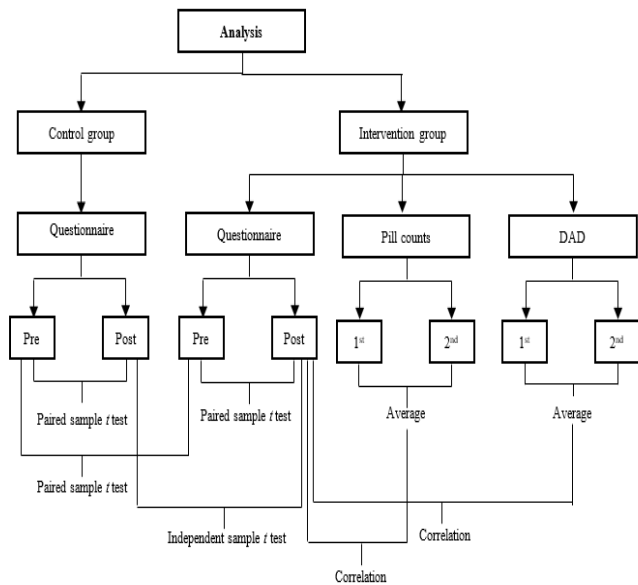 Analysis
Control group
Intervention group
Questionnaire
Questionnaire
Pill counts
DAD
Pre
Post
Pre
Post
1st
2nd
1st
2nd
Paired sample t test
Paired sample t test
Average
Average
Paired sample t test
Independent sample t test
Correlation
Correlation